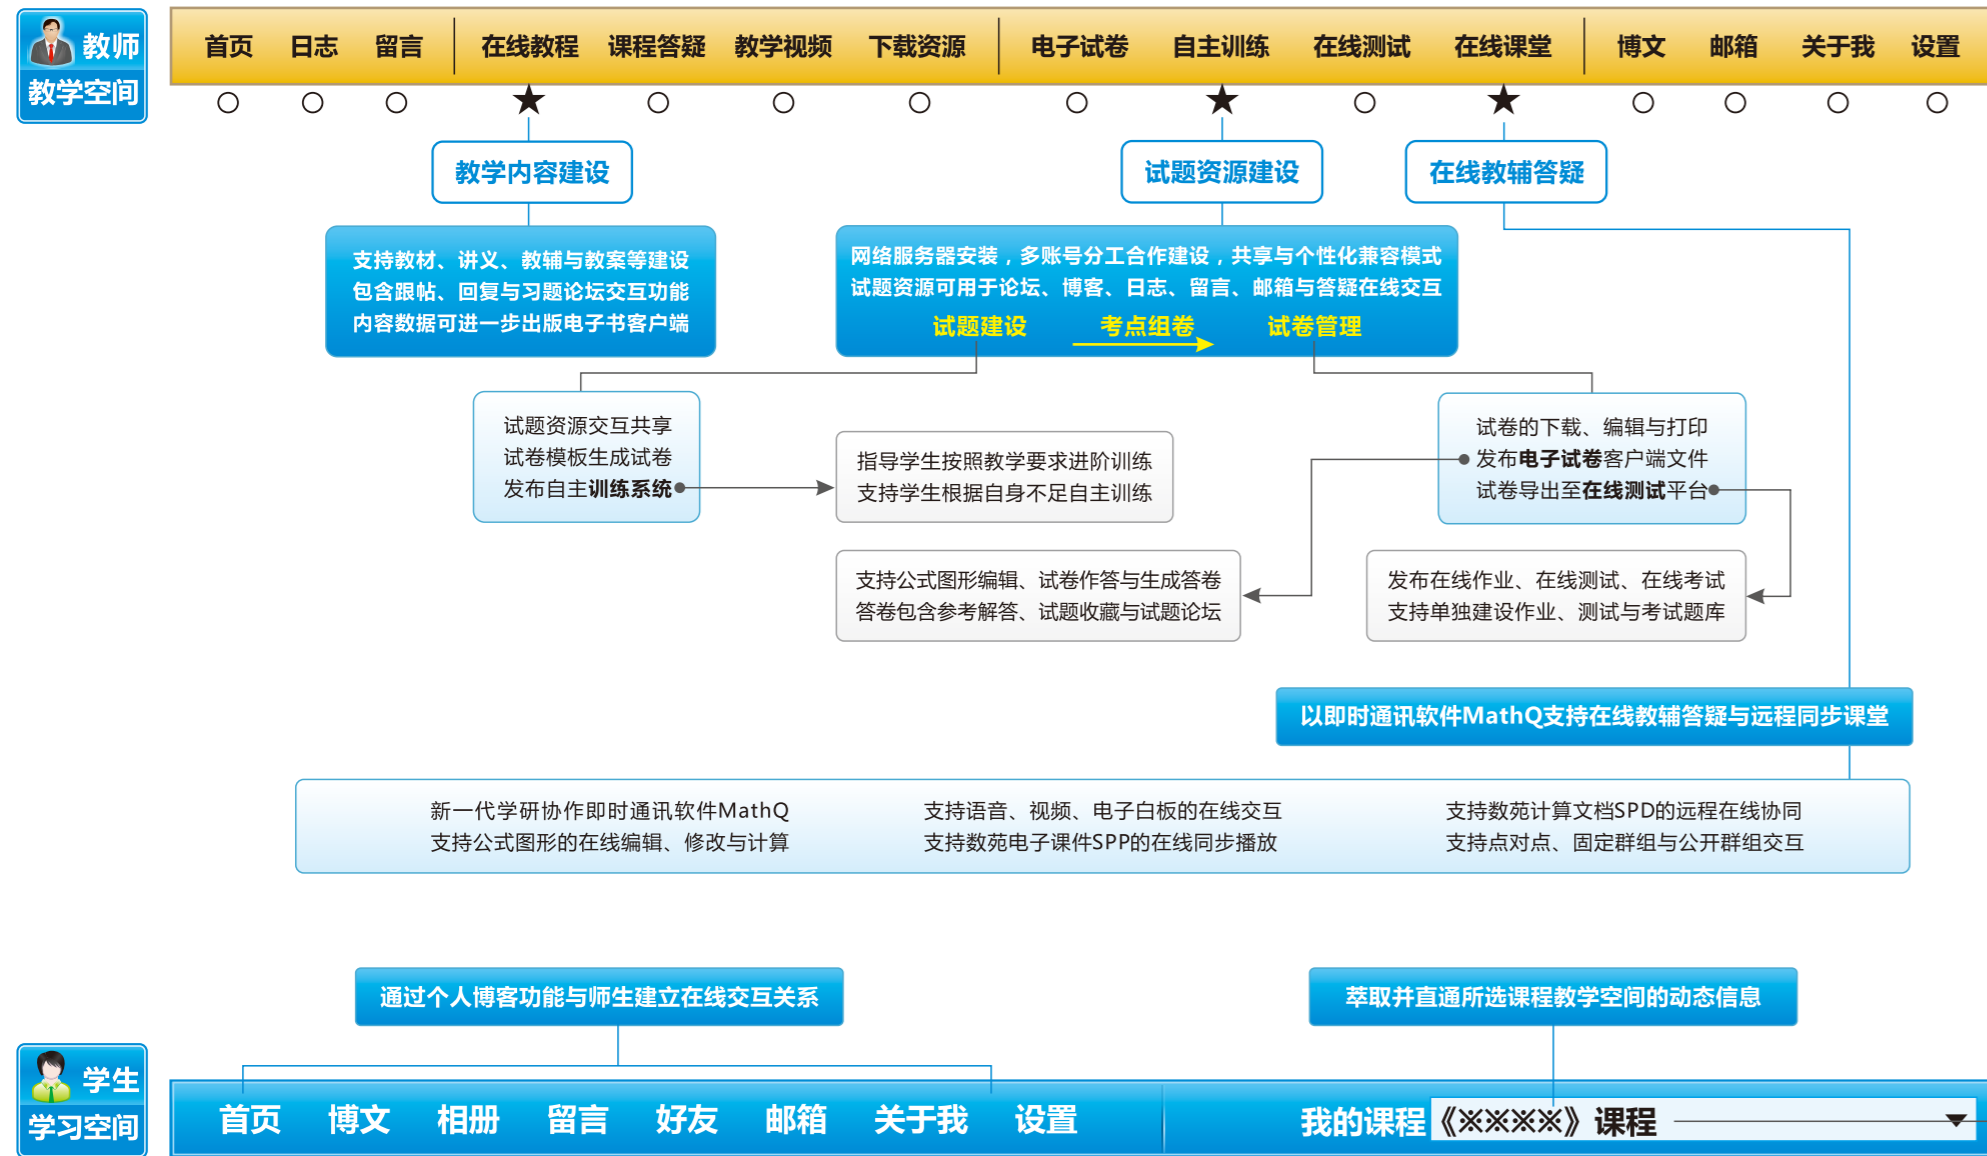 教师
教学空间
首页 日志 留言 在线教程 课程答疑 教学视频 下载资源 电子试卷 自主训练 在线测试 在线课堂 博文 邮箱 关于我 设置
教学内容建设
试题资源建设
在线教辅答疑
支持教材、讲义、教辅与教案等建设
包含跟帖、回复与习题论坛交互功能
内容数据可进一步出版电子书客户端
网络服务器安装，多账号分工合作建设，共享与个性化兼容模式
试题资源可用于论坛、博客、日志、留言、邮箱与答疑在线交互
试题建设 考点组卷 试卷管理
试题资源交互共享
试卷模板生成试卷
发布自主训练系统
指导学生按照教学要求进阶训练
支持学生根据自身不足自主训练
试卷的下载、编辑与打印
发布电子试卷客户端文件
试卷导出至在线测试平台
支持公式图形编辑、试卷作答与生成答卷
答卷包含参考解答、试题收藏与试题论坛
发布在线作业、在线测试、在线考试
支持单独建设作业、测试与考试题库
以即时通讯软件MathQ支持在线教辅答疑与远程同步课堂
新一代学研协作即时通讯软件MathQ
支持公式图形的在线编辑、修改与计算
支持语音、视频、电子白板的在线交互
支持数苑电子课件SPP的在线同步播放
支持数苑计算文档SPD的远程在线协同
支持点对点、固定群组与公开群组交互
通过个人博客功能与师生建立在线交互关系
萃取并直通所选课程教学空间的动态信息
学生
学习空间
首页 博文 相册 留言 好友 邮箱 关于我 设置 我的课程 《※※※※》课程